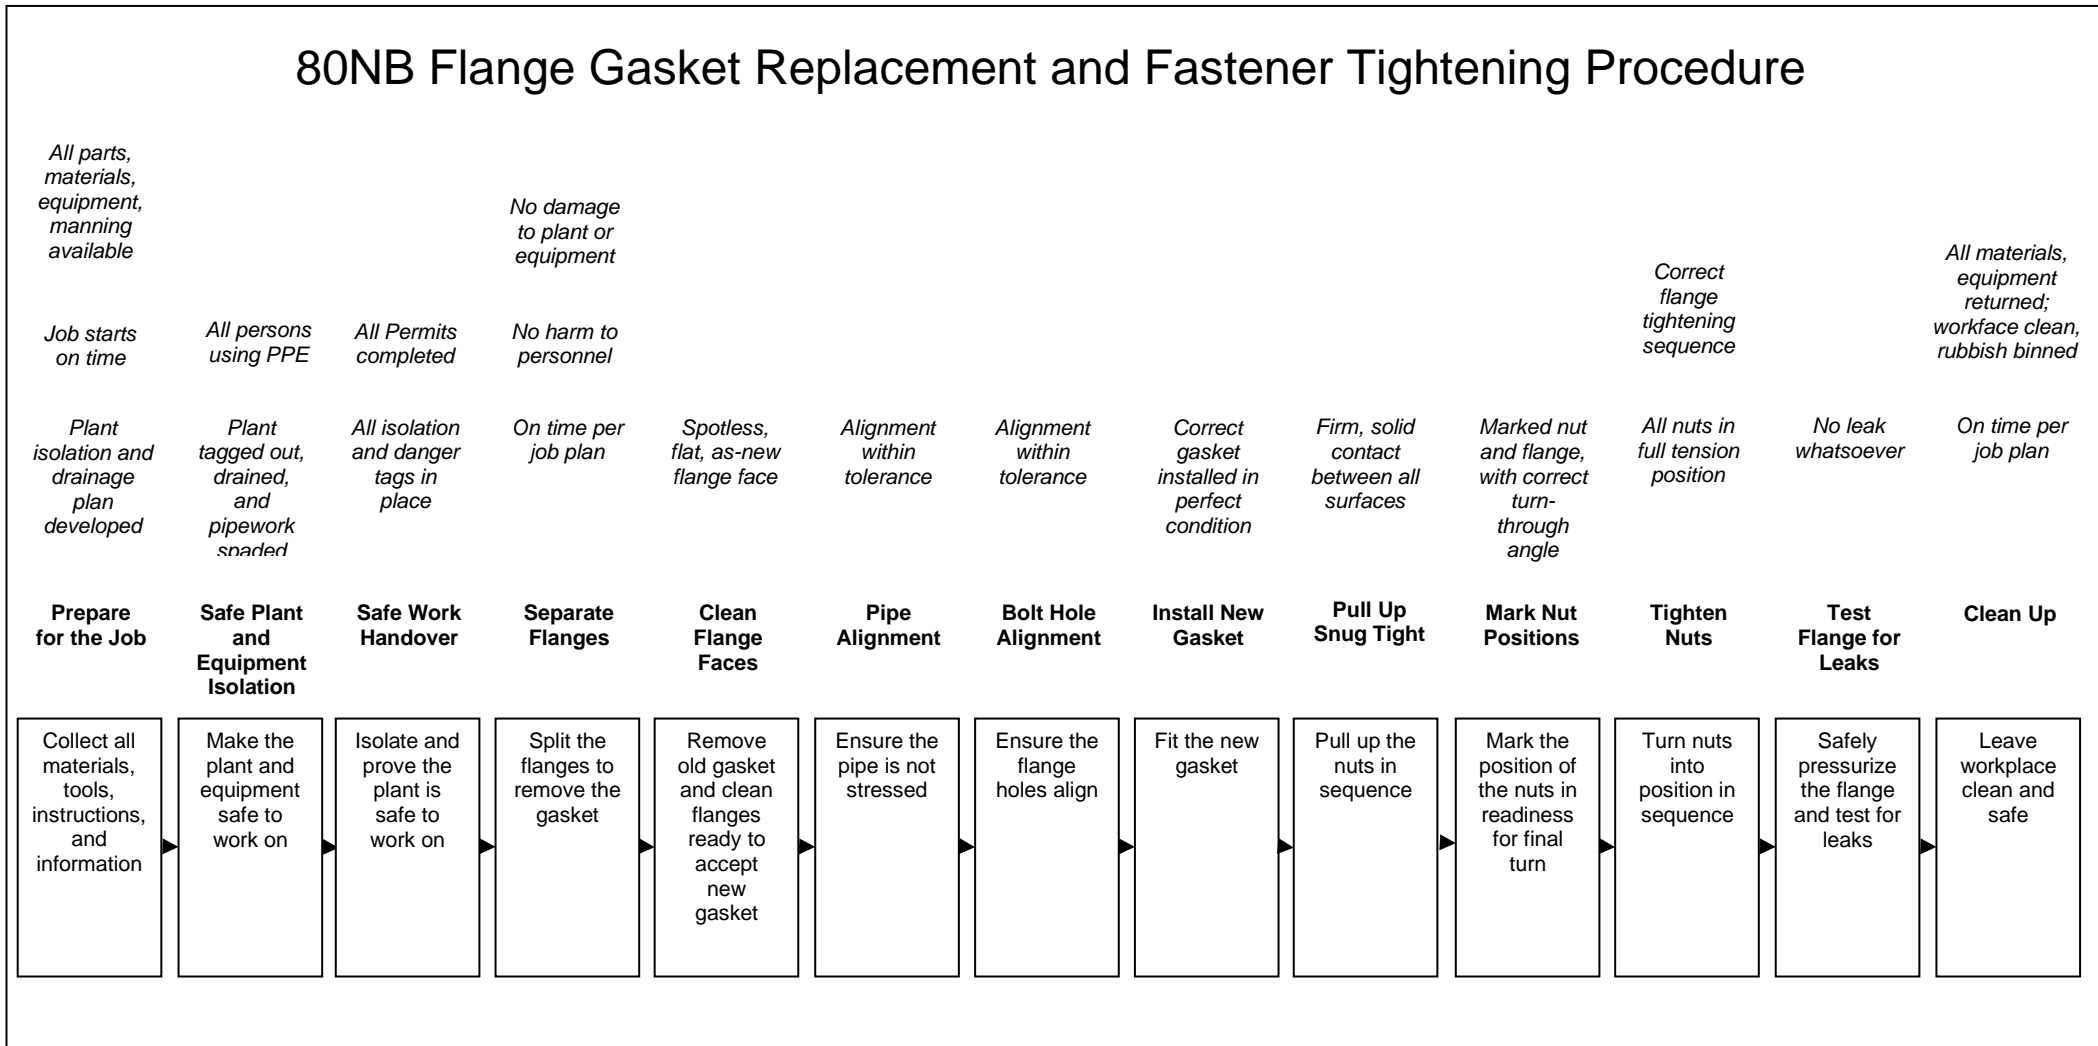 80NB Flange Gasket Replacement and Fastener Tightening Procedure
All parts,
materials,
equipment,
manning
available
Job starts
on time
Plant
isolation and
drainage
plan
developed
Prepare
for the Job
Collect all
materials,
tools,
instructions,
and
information
All persons
using PPE
Plant
tagged out,
drained,
and
pipework
spaded
Safe Plant
and
Equipment
Isolation
Make the
plant and
equipment
safe to
work on
All Permits
completed
All isolation
and danger
tags in
place
Safe Work
Handover
Isolate and
prove the
plant is
safe to
work on
No damage
to plant or
equipment
No harm to
personnel
On time per
job plan
Separate
Flanges
Split the
flanges to
remove the
gasket
Spotless,
flat, as-new
flange face
Clean
Flange
Faces
Remove
old gasket
and clean
flanges
ready to
accept
new
gasket
Alignment
within
tolerance
Pipe
Alignment
Ensure the
pipe is not
stressed
Alignment
within
tolerance
Bolt Hole
Alignment
Ensure the
flange
holes align
Correct
gasket
installed in
perfect
condition
Install New
Gasket
Fit the new
gasket
Firm, solid
contact
between all
surfaces
Pull Up
Snug Tight
Pull up the
nuts in
sequence
Marked nut
and flange,
with correct
turn-
through
angle
Mark Nut
Positions
Mark the
position of
the nuts in
readiness
for final
turn
Correct
flange
tightening
sequence
All nuts in
full tension
position
Tighten
Nuts
Turn nuts
into
position in
sequence
No leak
whatsoever
Test
Flange for
Leaks
Safely
pressurize
the flange
and test for
leaks
All materials,
equipment
returned;
workface clean,
rubbish binned
On time per
job plan
Clean Up
Leave
workplace
clean and
safe